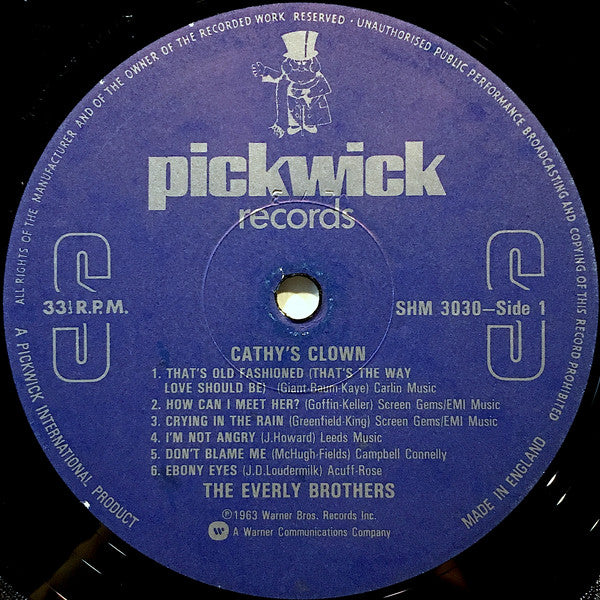 ALL RIGHTS OF THE MANUFACTURER AND OF THE OWNER OF THE RECORDED WORK RESERVED · UNAUTHORISED PUBLIC PERFORMANCE BROADCASTING AND COPYING OF THIS RECORD PROHIBITED
pickwick
records
S S
33⅓ R.P.M.
SHM 3030—Side 1
CATHY'S CLOWN
1. THAT'S OLD FASHIONED (THAT'S THE WAY
LOVE SHOULD BE) (Giant-Baum-Kaye) Carlin Music
2. HOW CAN I MEET HER? (Goffin-Keller) Screen Gems/EMI Music
3. CRYING IN THE RAIN (Greenfield-King) Screen Gems/EMI Music
4. I'M NOT ANGRY (J.Howard) Leeds Music
5. DON'T BLAME ME (McHugh-Fields) Campbell Connelly
6. EBONY EYES (J.D.Loudermilk) Acuff-Rose
THE EVERLY BROTHERS
℗1963 Warner Bros. Records Inc.
W A Warner Communications Company
A PICKWICK INTERNATIONAL PRODUCT
MADE IN ENGLAND